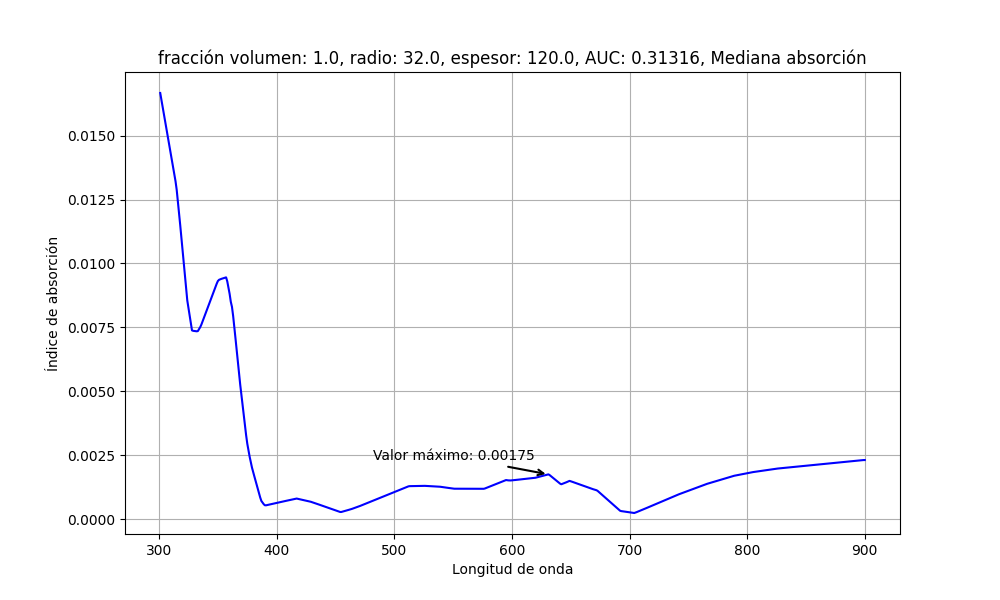 fracción volumen: 1.0, radio: 32.0, espesor: 120.0, AUC: 0.31316, Mediana absorción
0.0150
0.0125
0.0100
0.0075
0.0050
0.0025
0.0000
Índice de absorción
Valor máximo: 0.00175
300 400 500 600 700 800 900
Longitud de onda